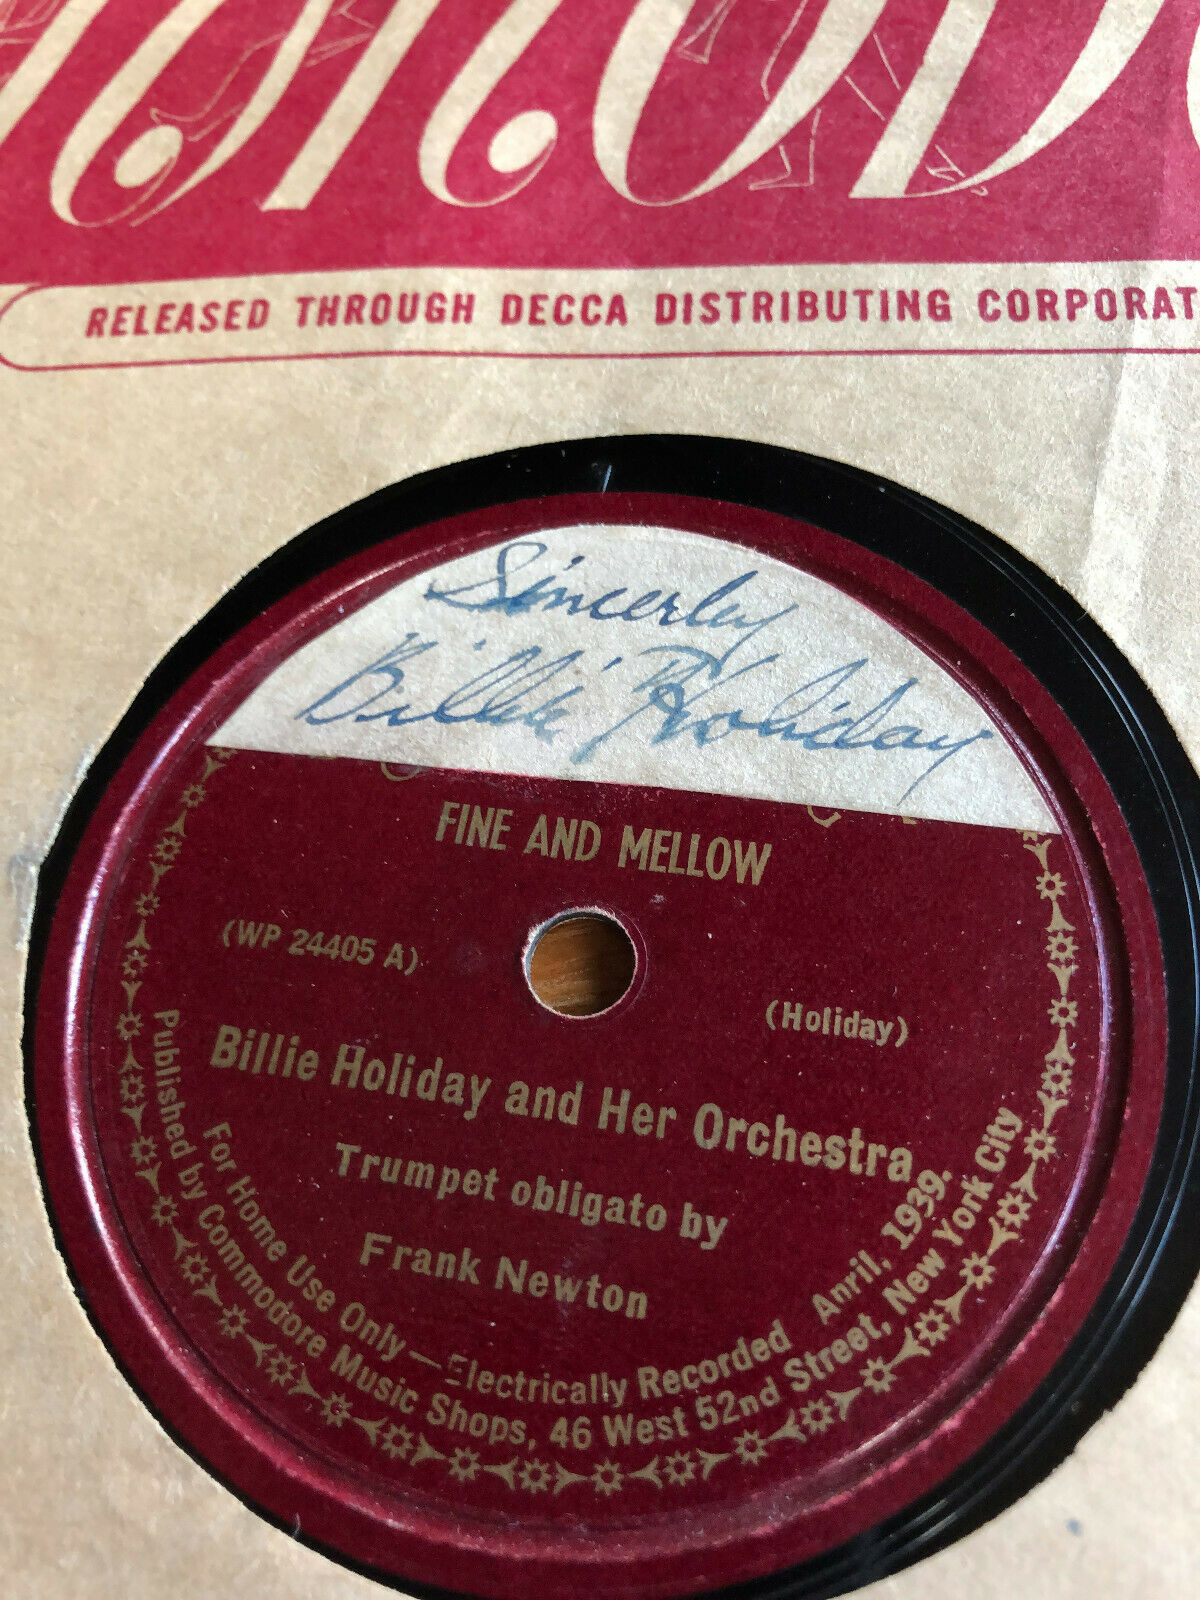 RELEASED THROUGH DECCA DISTRIBUTING CORPORAT
Sincerley
Billie Holiday
FINE AND MELLOW
(WP 24405 A)
(Holiday)
Billie Holiday and Her Orchestra
Trumpet obligato by
Frank Newton
For Home Use Only—Electrically Recorded April, 1939.
Published by Commodore Music Shops, 46 West 52nd Street, New York City